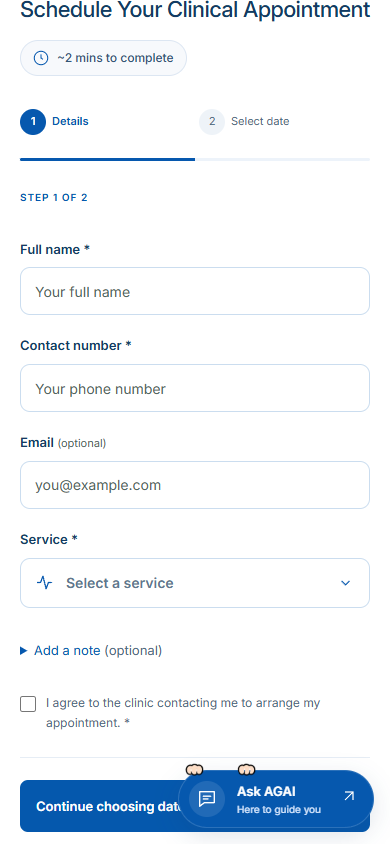 Schedule Your Clinical Appointment
~2 mins to complete
1 Details
2 Select date
STEP 1 OF 2
Full name *
Your full name
Contact number *
Your phone number
Email (optional)
you@example.com
Service *
Select a service
Add a note (optional)
I agree to the clinic contacting me to arrange my
appointment. *
Continue choosing
Ask AGAI
Here to guide you